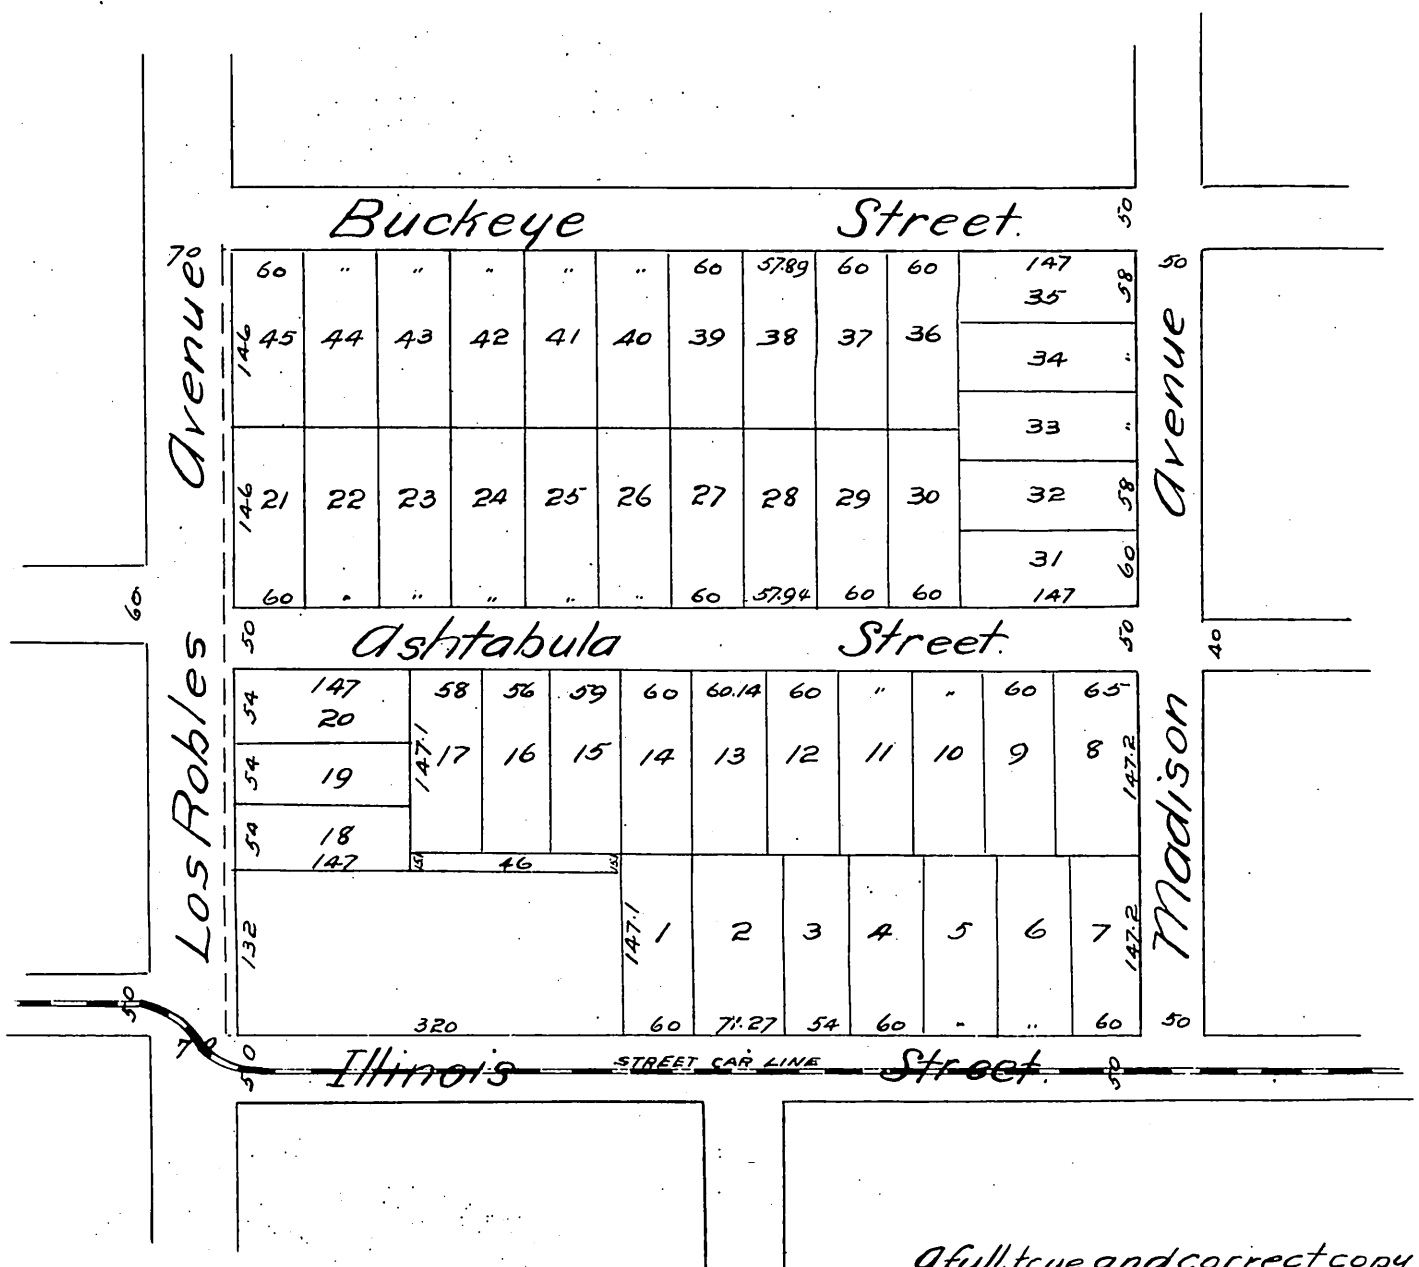 Buckeye Street.
50
70
60 " " " " " 60 57.89 60 60 147
58
50
35
146 45 44 43 42 41 40 39 38 37 36
34 "
33 "
146 21 22 23 24 25 26 27 28 29 30
32 58
31 60
60 " " " " " 60 57.94 60 60 147
Los Robles Avenue
Madison Avenue
60
50 Ashtabula Street. 50 40
54 147 58 56 59 60 60.14 60 " " 60 65
20
54 19 147.1 17 16 15 14 13 12 11 10 9 8 147.2
54 18
147 46
132 147.1 1 2 3 4 5 6 7 147.2
50
320 60 71.27 54 60 " " 60 50
70 50 Illinois STREET CAR LINE Street. 50
A full, true and correct copy